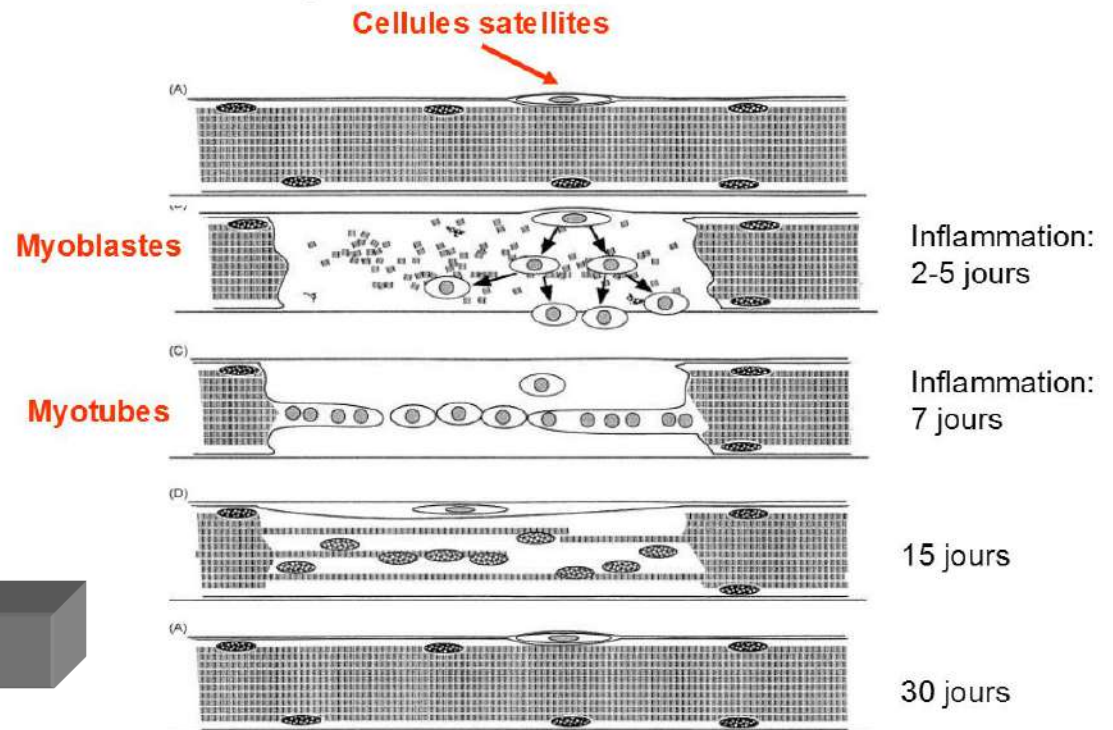 Cellules satellites
(A)
Myoblastes
Inflammation:
2-5 jours
(C)
Myotubes
Inflammation:
7 jours
(D)
15 jours
(A)
30 jours